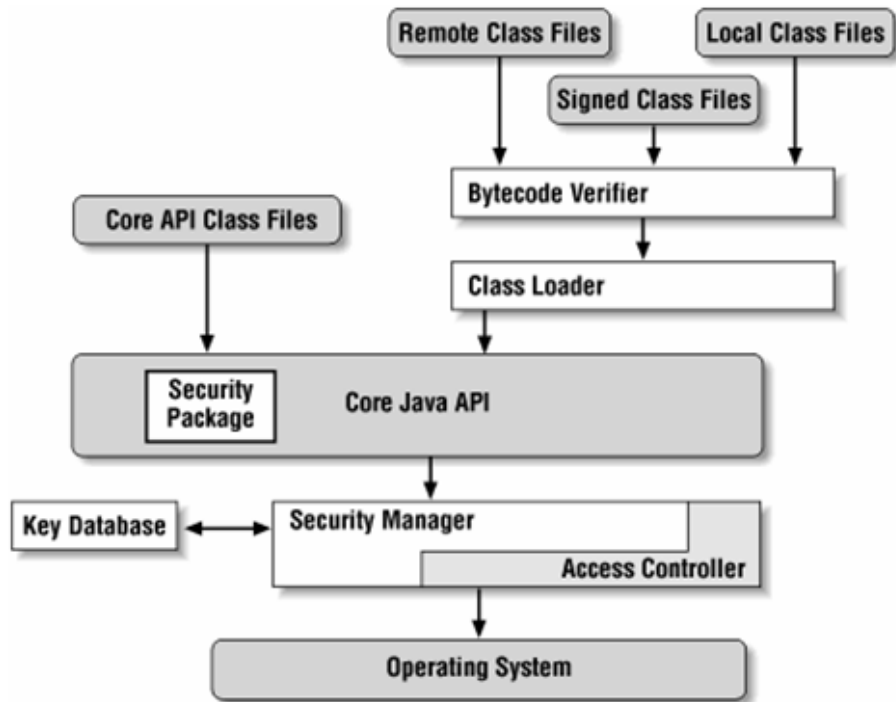 Remote Class Files
Local Class Files
Signed Class Files
Bytecode Verifier
Core API Class Files
Class Loader
Security
Package
Core Java API
Key Database
Security Manager
Access Controller
Operating System